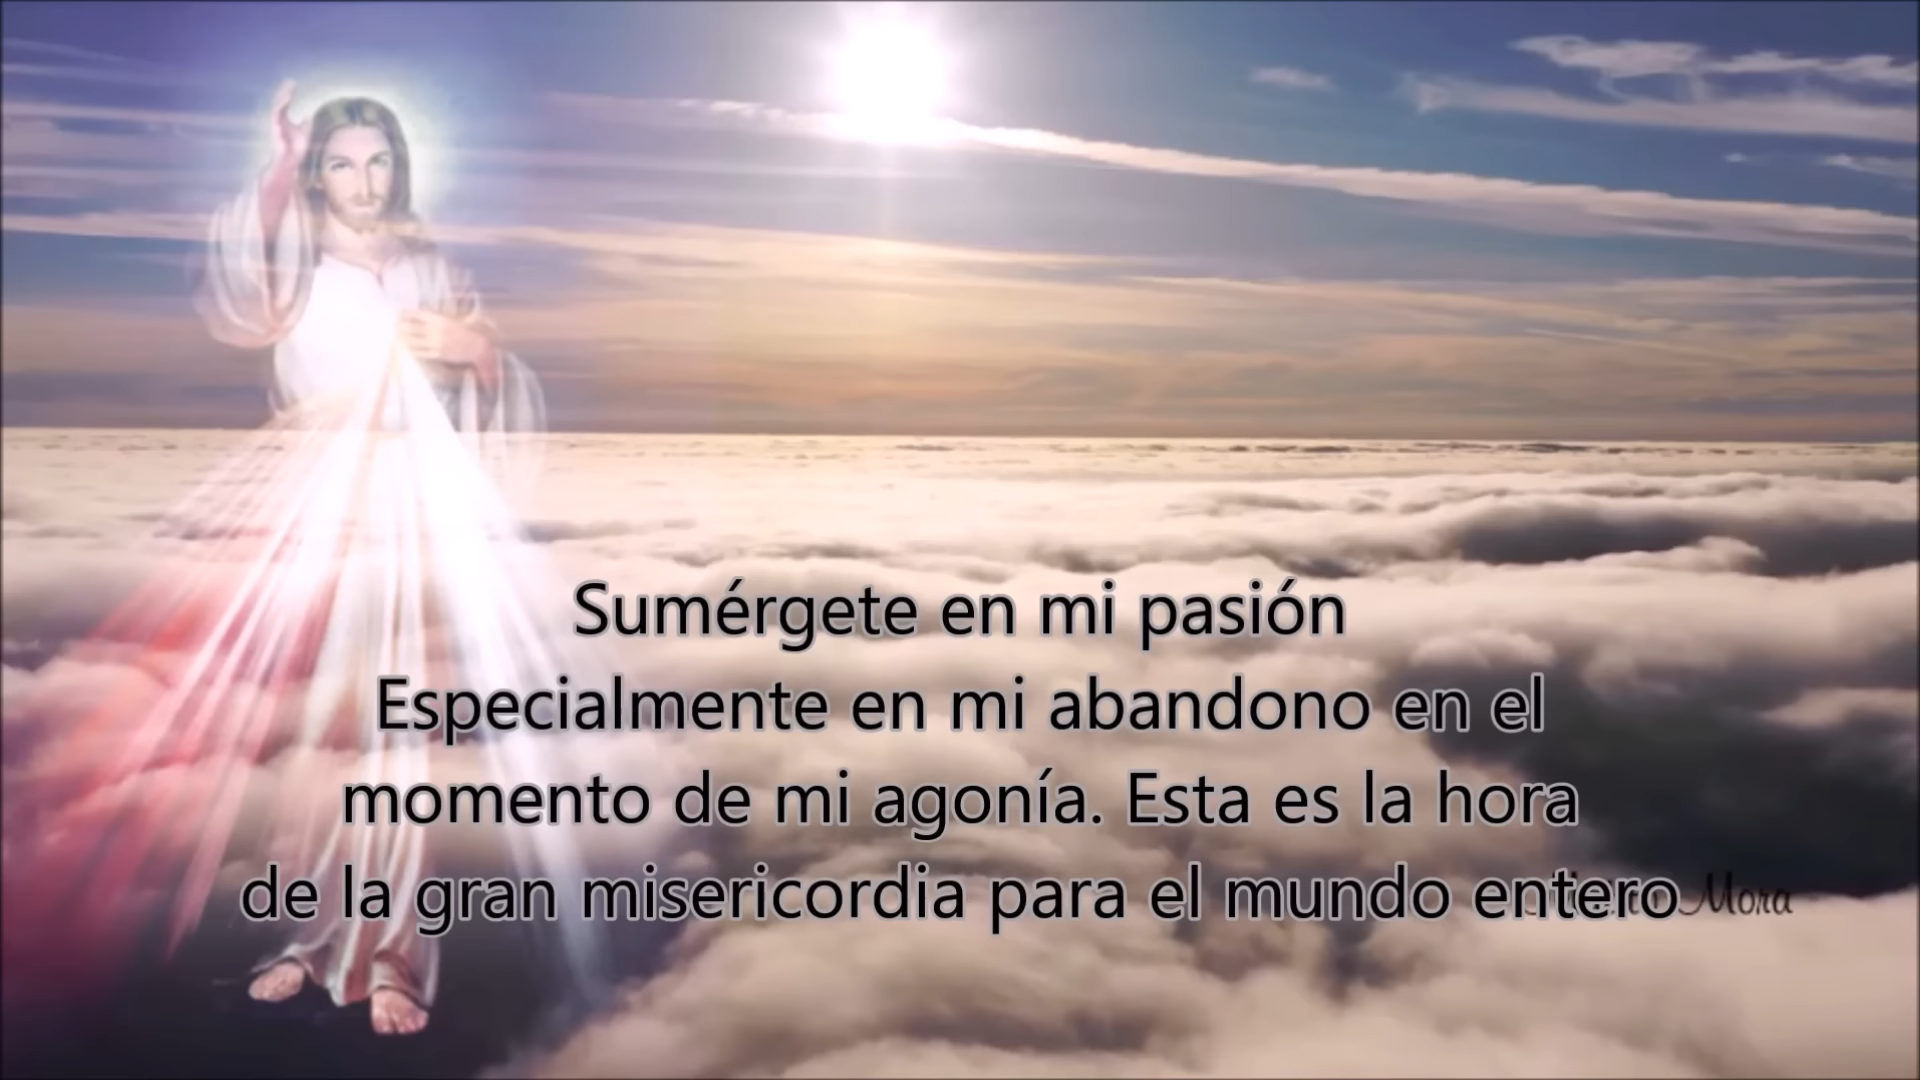 Sumérgete en mi pasión
Especialmente en mi abandono en el
momento de mi agonía. Esta es la hora
de la gran misericordia para el mundo entero
Mora